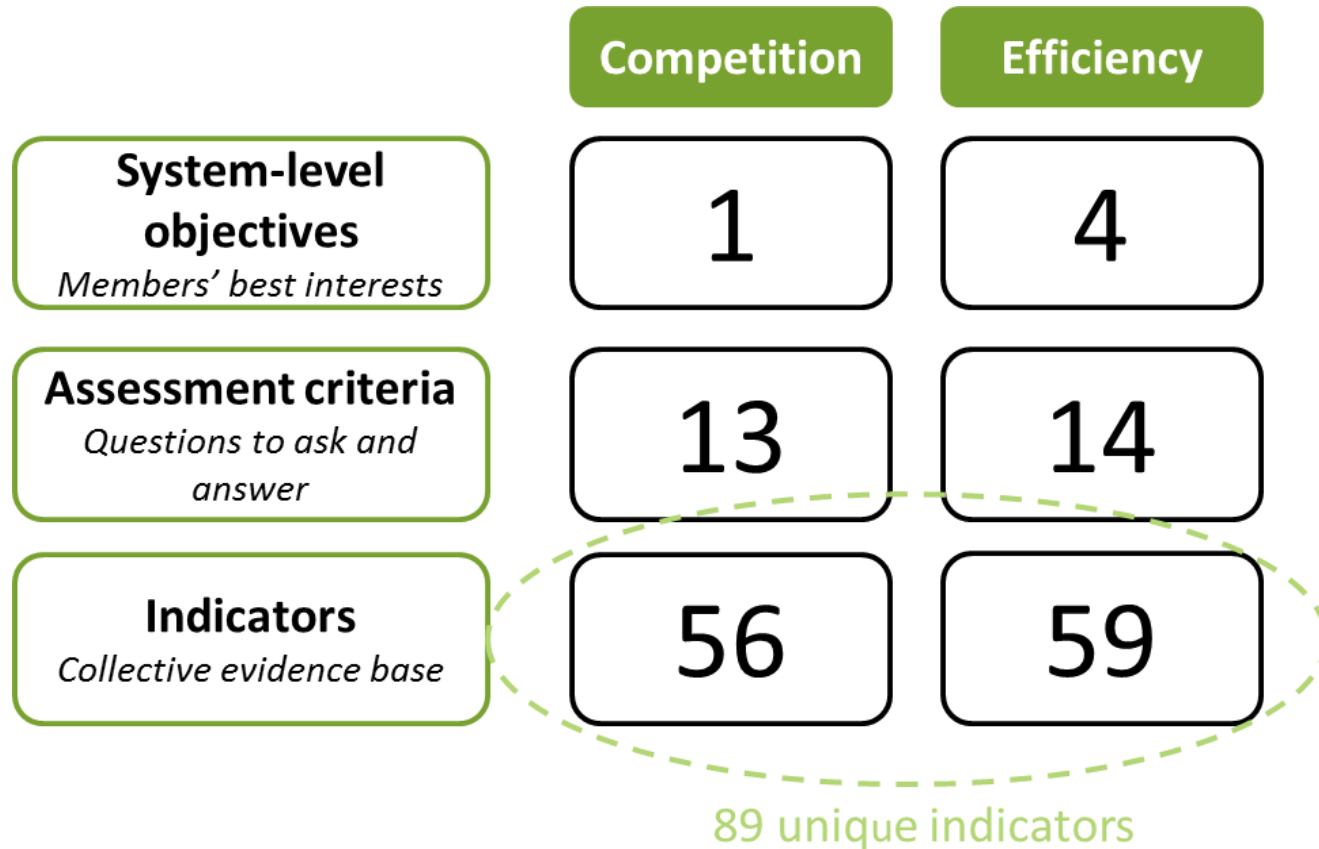 Competition
Efficiency
System-level
objectives
Members’ best interests
1
4
Assessment criteria
Questions to ask and
answer
13
14
Indicators
Collective evidence base
56
59
89 unique indicators